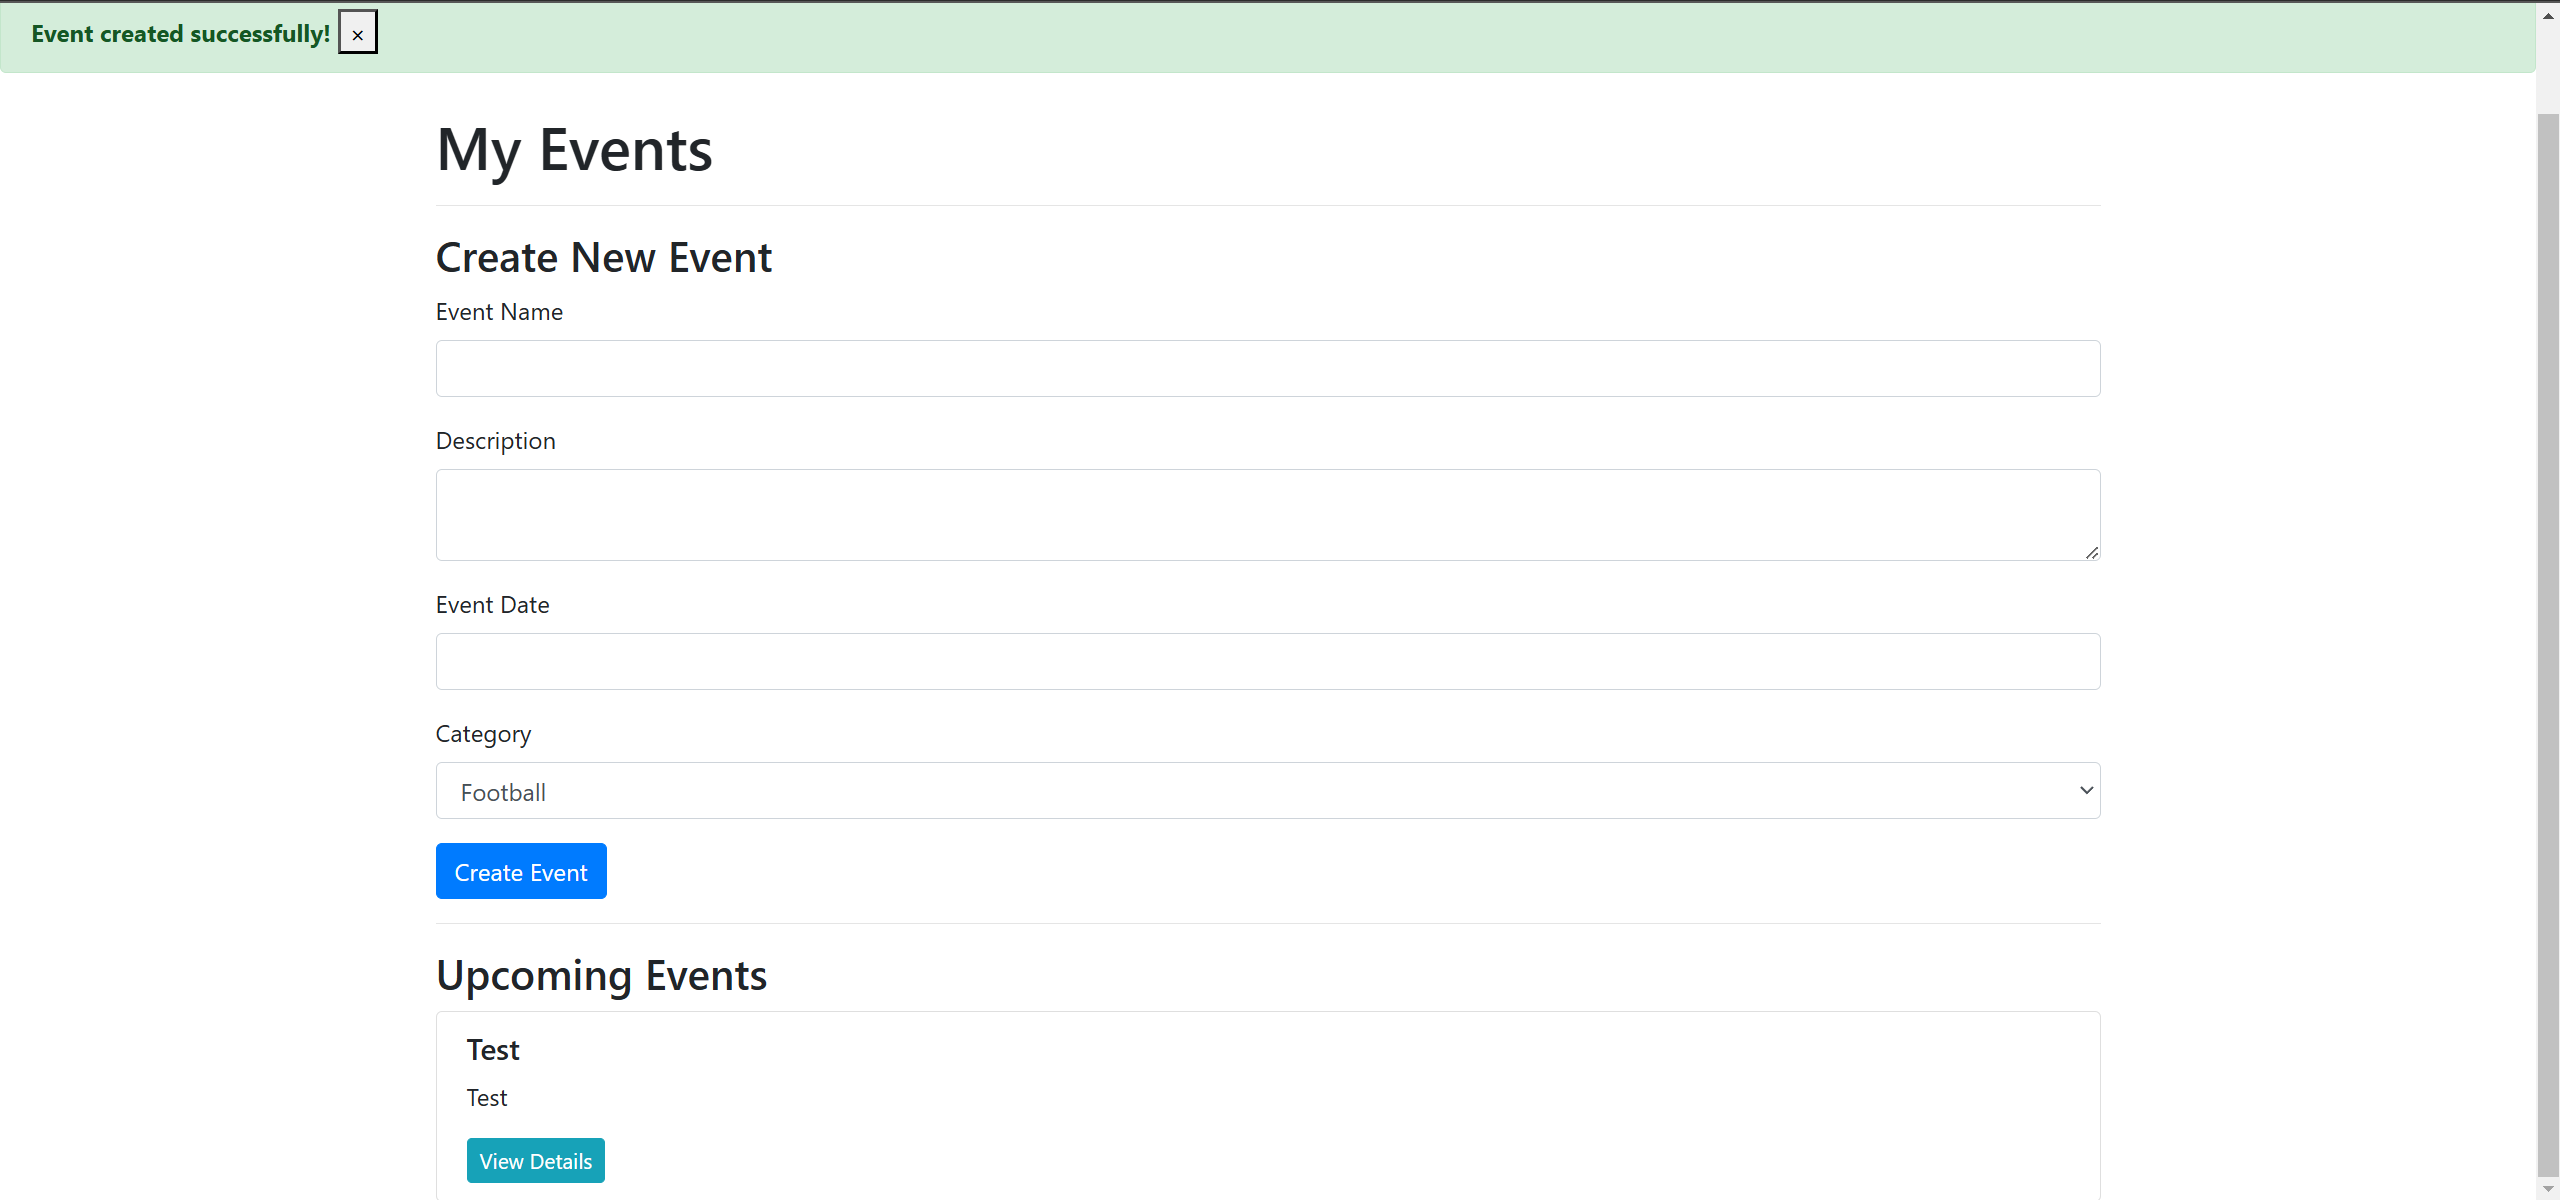 Event created successfully! ×
My Events
Create New Event
Event Name
Description
Event Date
Category
Football
Create Event
Upcoming Events
Test
Test
View Details